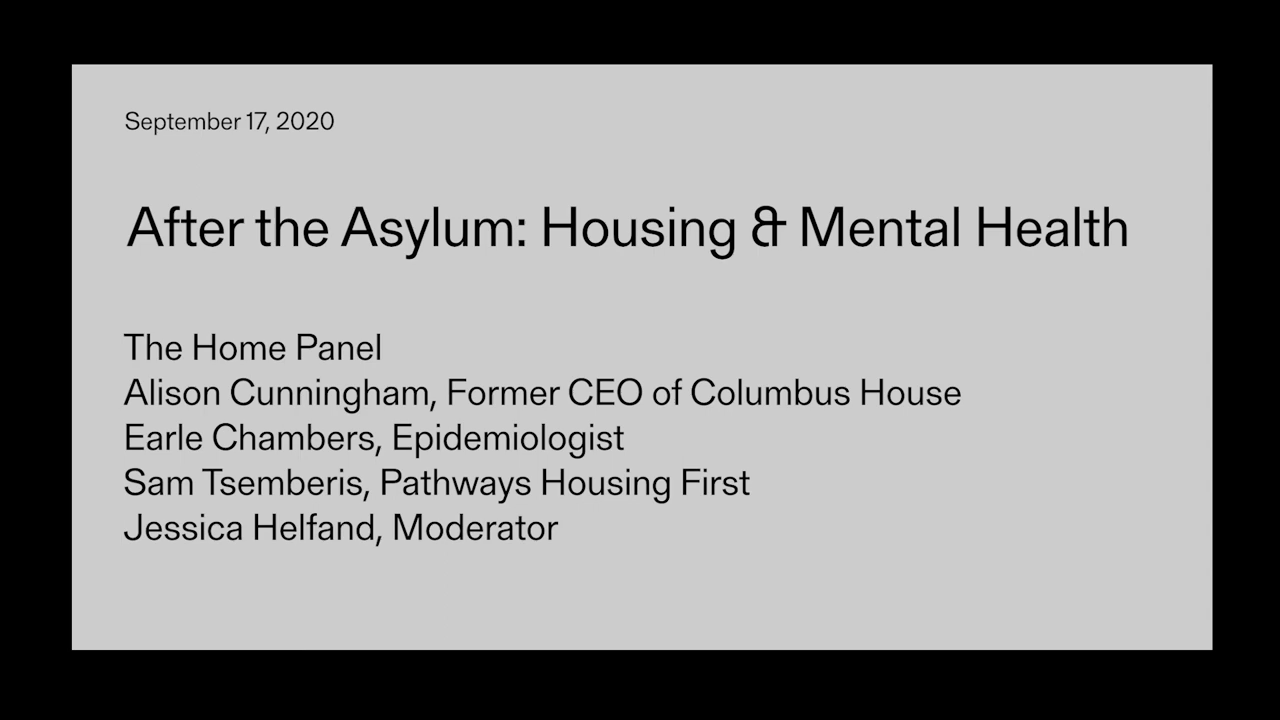 September 17, 2020
After the Asylum: Housing & Mental Health
The Home Panel
Alison Cunningham, Former CEO of Columbus House
Earle Chambers, Epidemiologist
Sam Tsemberis, Pathways Housing First
Jessica Helfand, Moderator